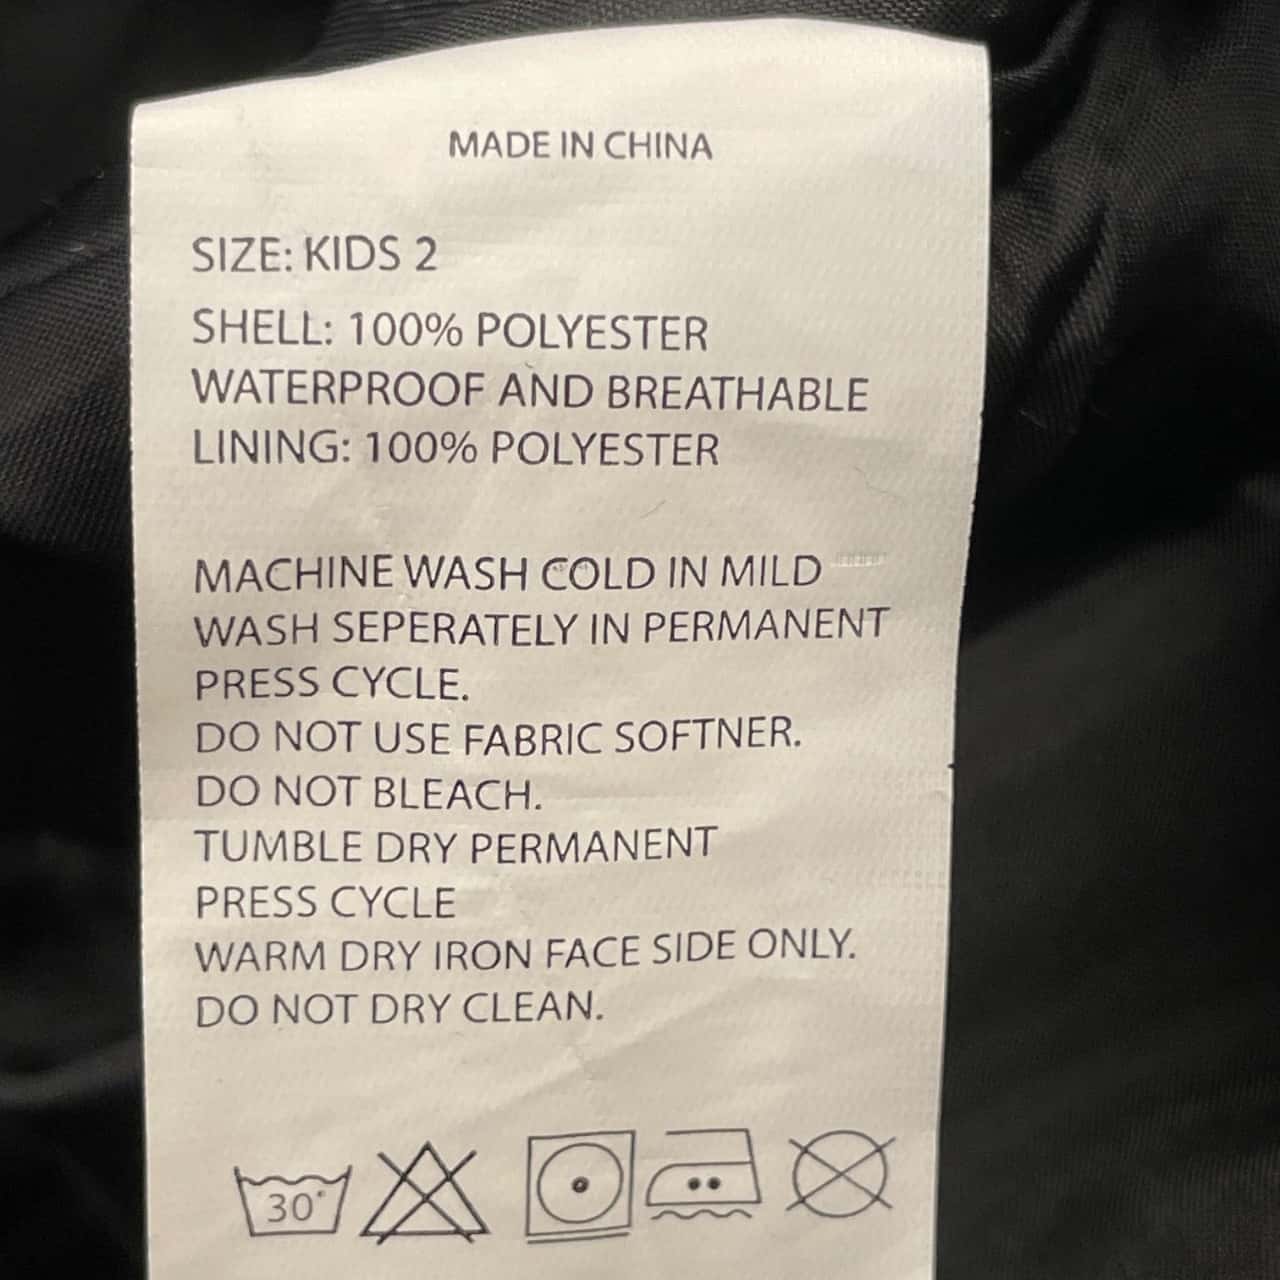 MADE IN CHINA
SIZE: KIDS 2
SHELL: 100% POLYESTER
WATERPROOF AND BREATHABLE
LINING: 100% POLYESTER
MACHINE WASH COLD IN MILD
WASH SEPERATELY IN PERMANENT
PRESS CYCLE.
DO NOT USE FABRIC SOFTNER.
DO NOT BLEACH.
TUMBLE DRY PERMANENT
PRESS CYCLE
WARM DRY IRON FACE SIDE ONLY.
DO NOT DRY CLEAN.
30°